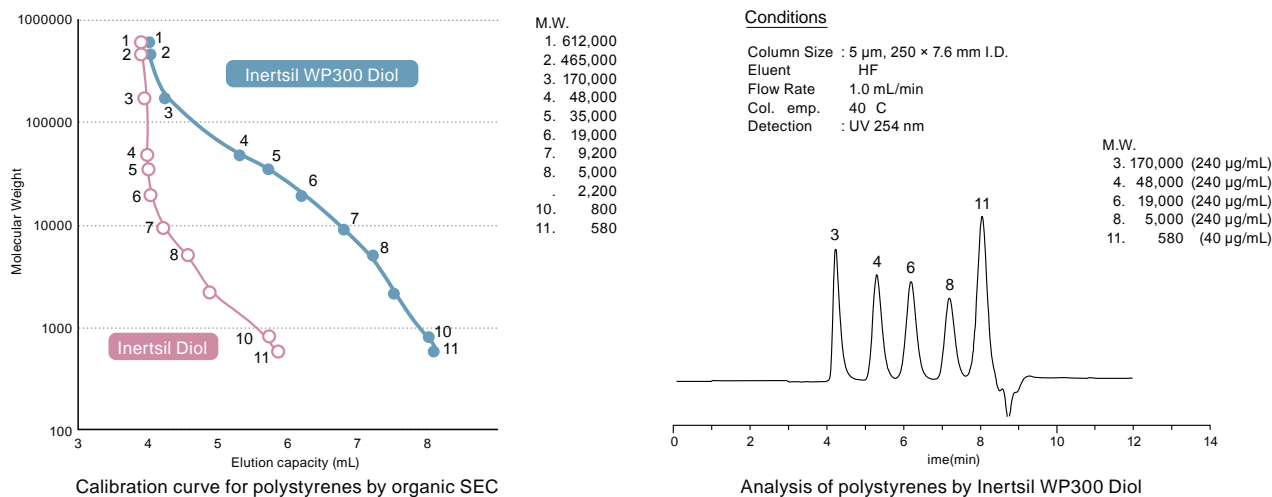 1000000
100000
10000
1000
100
Molecular Weight
3 4 5 6 7 8
Elution capacity (mL)
1 1
2 2
3 3
4 4
5 5
6 6
7 7
8 8
10 10
11 11
Inertsil WP300 Diol
Inertsil Diol
M.W.
1. 612,000
2. 465,000
3. 170,000
4. 48,000
5. 35,000
6. 19,000
7. 9,200
8. 5,000
. 2,200
10. 800
11. 580
Calibration curve for polystyrenes by organic SEC
Conditions
Column Size : 5 µm, 250 × 7.6 mm I.D.
Eluent HF
Flow Rate 1.0 mL/min
Col. emp. 40 C
Detection : UV 254 nm
M.W.
3. 170,000 (240 µg/mL)
4. 48,000 (240 µg/mL)
6. 19,000 (240 µg/mL)
8. 5,000 (240 µg/mL)
11. 580 (40 µg/mL)
3 4 6 8 11
0 2 4 6 8 10 12 14
ime(min)
Analysis of polystyrenes by Inertsil WP300 Diol